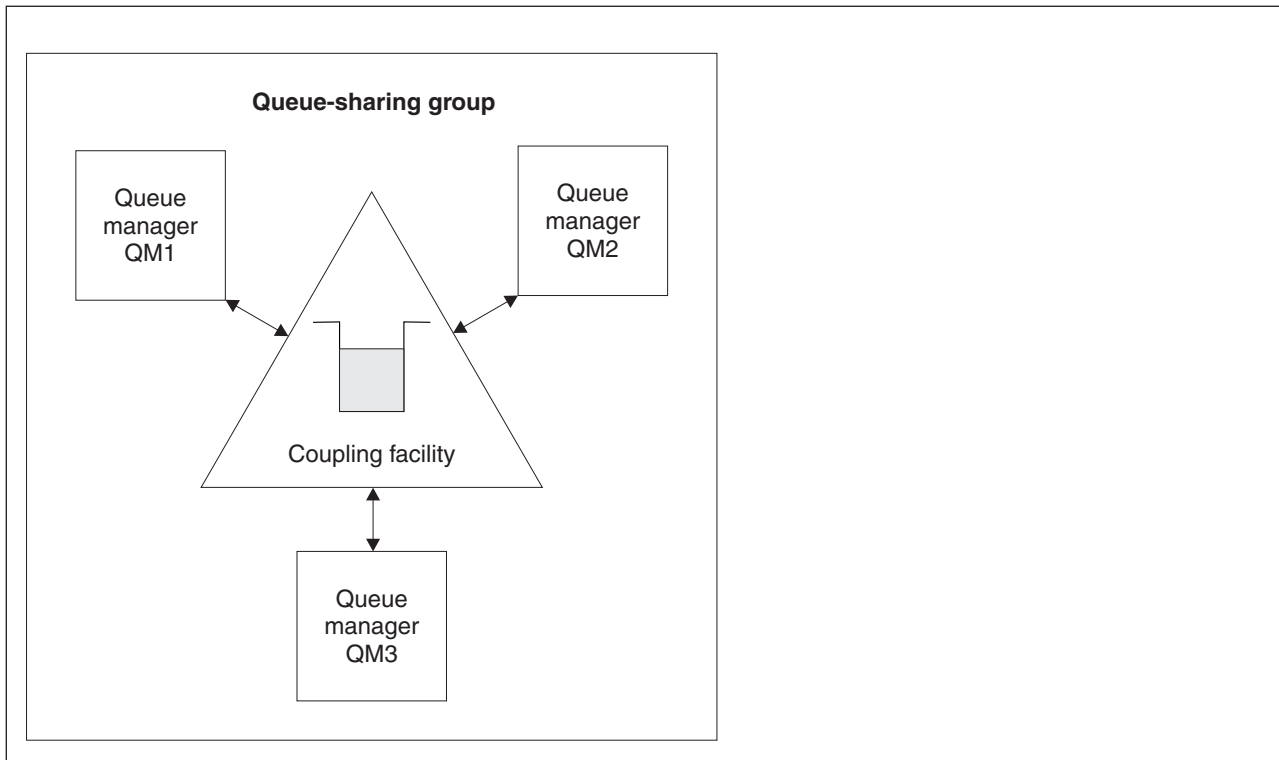 Queue-sharing group
Queue
manager
QM1
Queue
manager
QM2
Coupling facility
Queue
manager
QM3